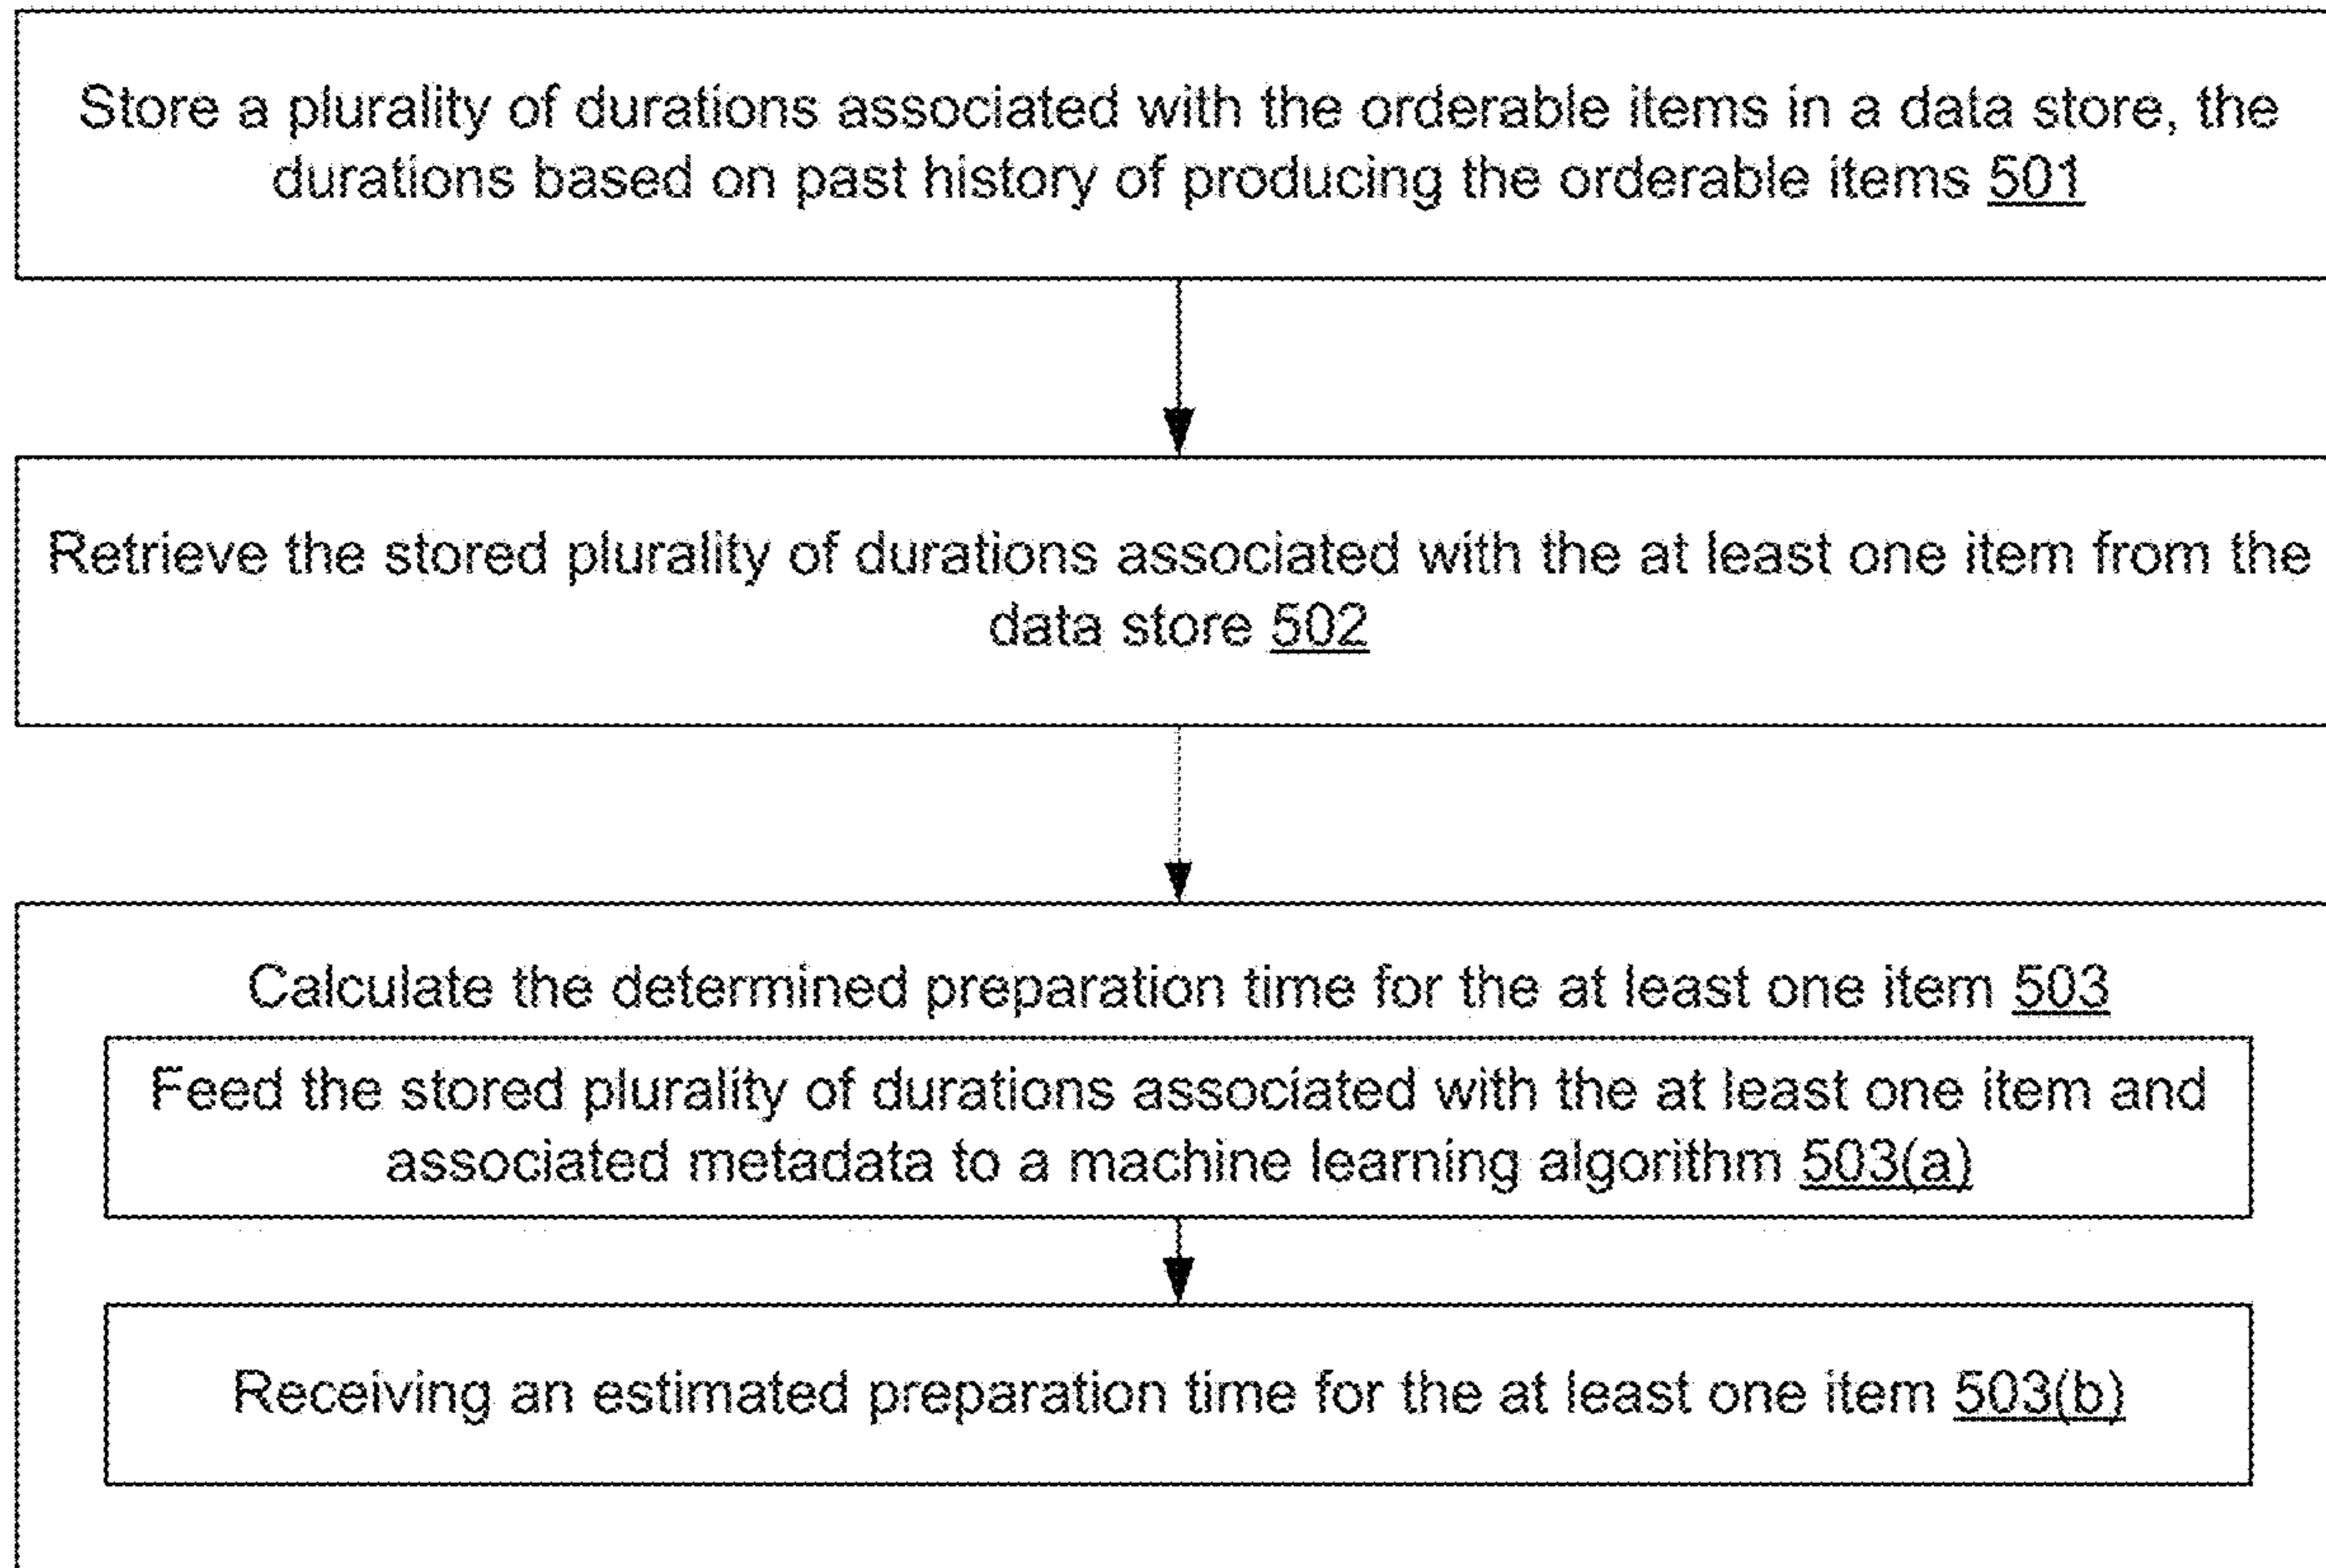 Store a plurality of durations associated with the orderable items in a data store, the
durations based on past history of producing the orderable items 501
Retrieve the stored plurality of durations associated with the at least one item from the
data store 502
Calculate the determined preparation time for the at least one item 503
Feed the stored plurality of durations associated with the at least one item and
associated metadata to a machine learning algorithm 503(a)
Receiving an estimated preparation time for the at least one item 503(b)